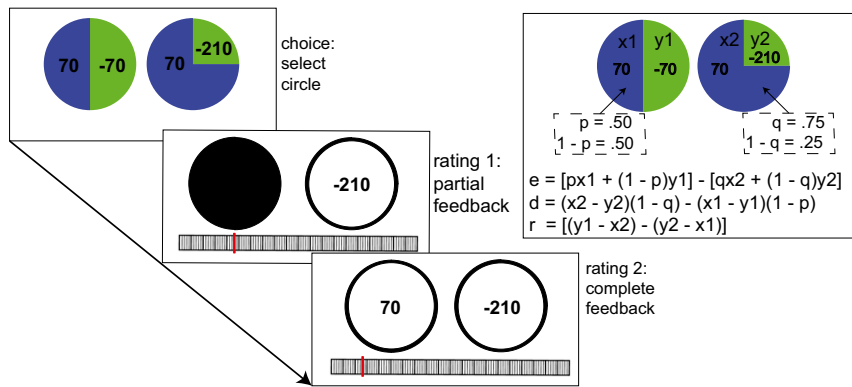 70 -70 70 -210
choice:
select
circle
-210
rating 1:
partial
feedback
70 -210
rating 2:
complete
feedback
x1 y1 x2 y2
70 -70 70 -210
p = .50
1 - p = .50
q = .75
1 - q = .25
e = [px1 + (1 - p)y1] - [qx2 + (1 - q)y2]
d = (x2 - y2)(1 - q) - (x1 - y1)(1 - p)
r = [(y1 - x2) - (y2 - x1)]